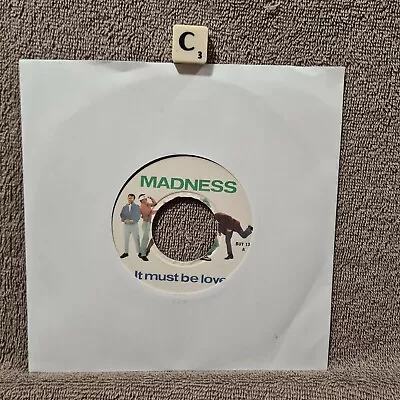 C
3
MADNESS
BUY 13
A
It must be love